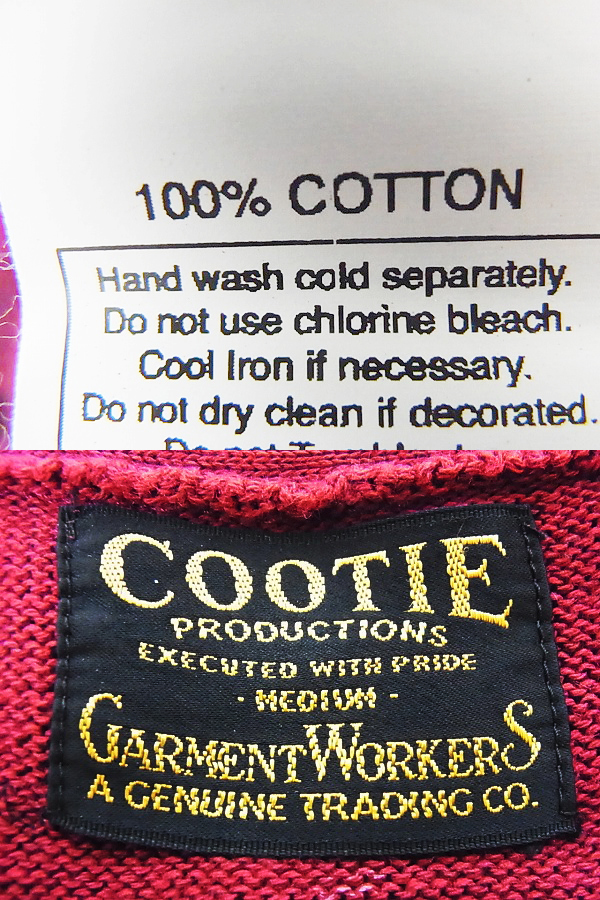 100% COTTON
Hand wash cold separately.
Do not use chlorine bleach.
Cool Iron if necessary.
Do not dry clean if decorated.
COOTIE
PRODUCTIONS
EXECUTED WITH PRIDE
- MEDIUM -
GARMENTWORKERS
A GENUINE TRADING CO.